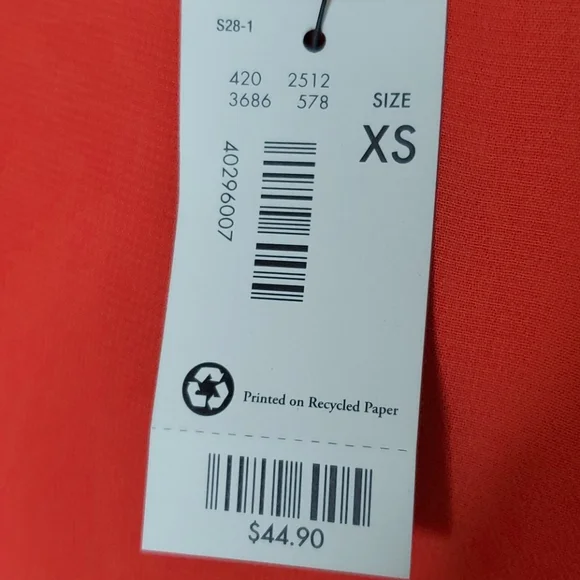 S28-1
420 2512
3686 578
SIZE
XS
40296007
Printed on Recycled Paper
$44.90